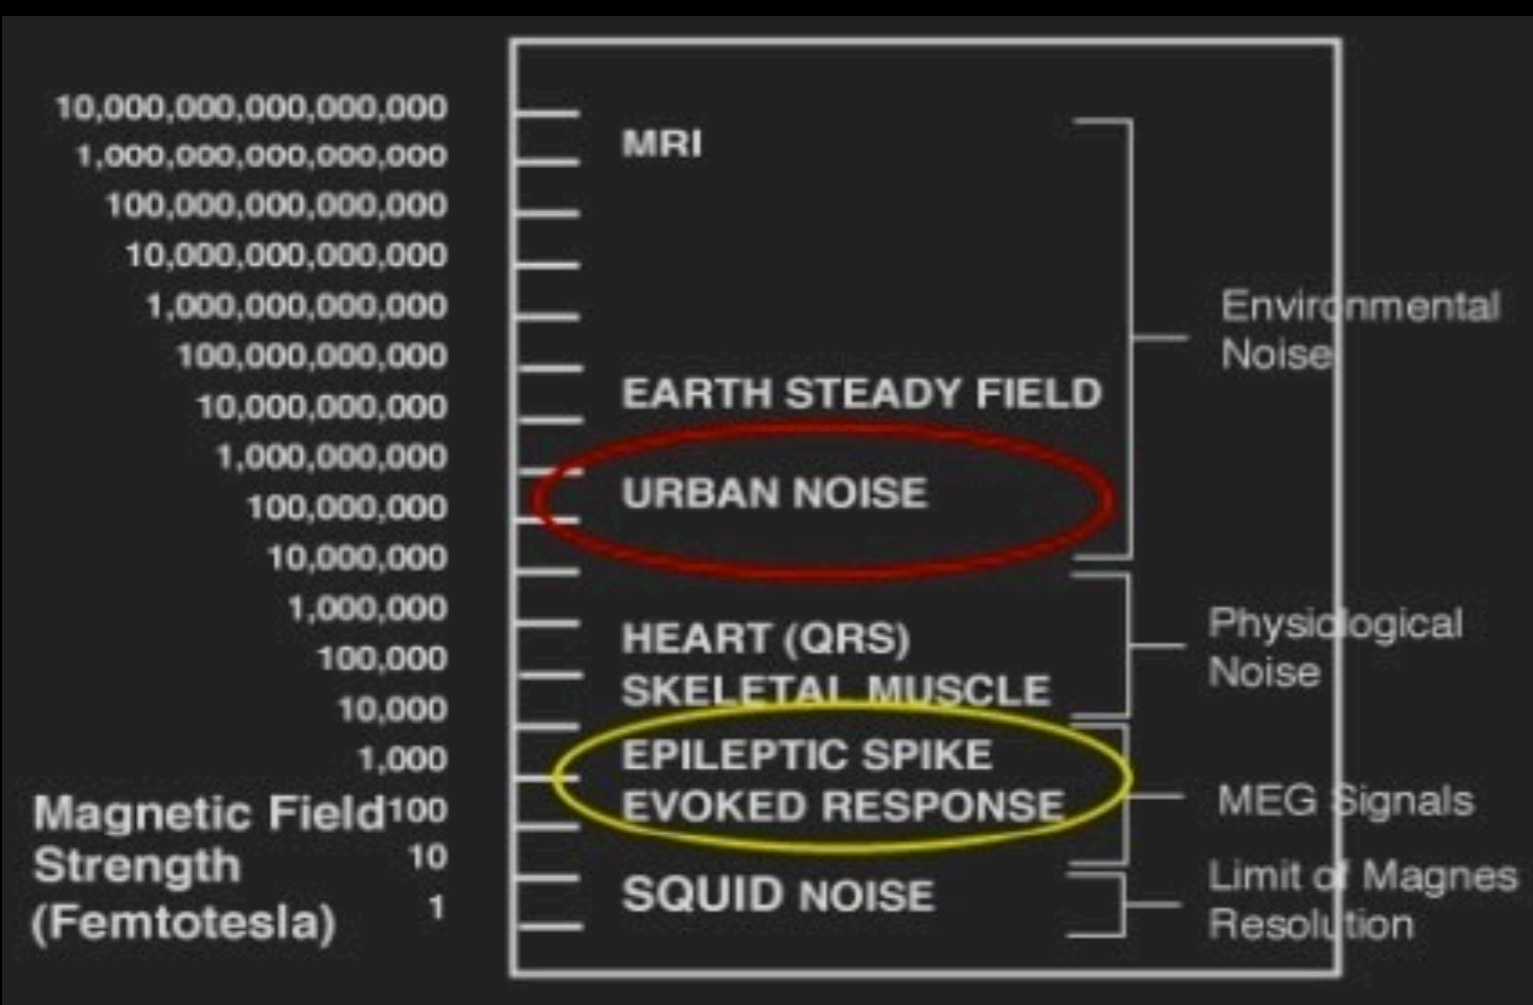 10,000,000,000,000,000
MRI
1,000,000,000,000,000
100,000,000,000,000
10,000,000,000,000
1,000,000,000,000
Environmental
Noise
100,000,000,000
EARTH STEADY FIELD
10,000,000,000
1,000,000,000
URBAN NOISE
100,000,000
10,000,000
1,000,000
HEART (QRS)
Physiological
Noise
100,000
SKELETAL MUSCLE
10,000
EPILEPTIC SPIKE
1,000
EVOKED RESPONSE
MEG Signals
Magnetic Field
Strength
(Femtotesla)
100
10
1
SQUID NOISE
Limit of Magnes
Resolution